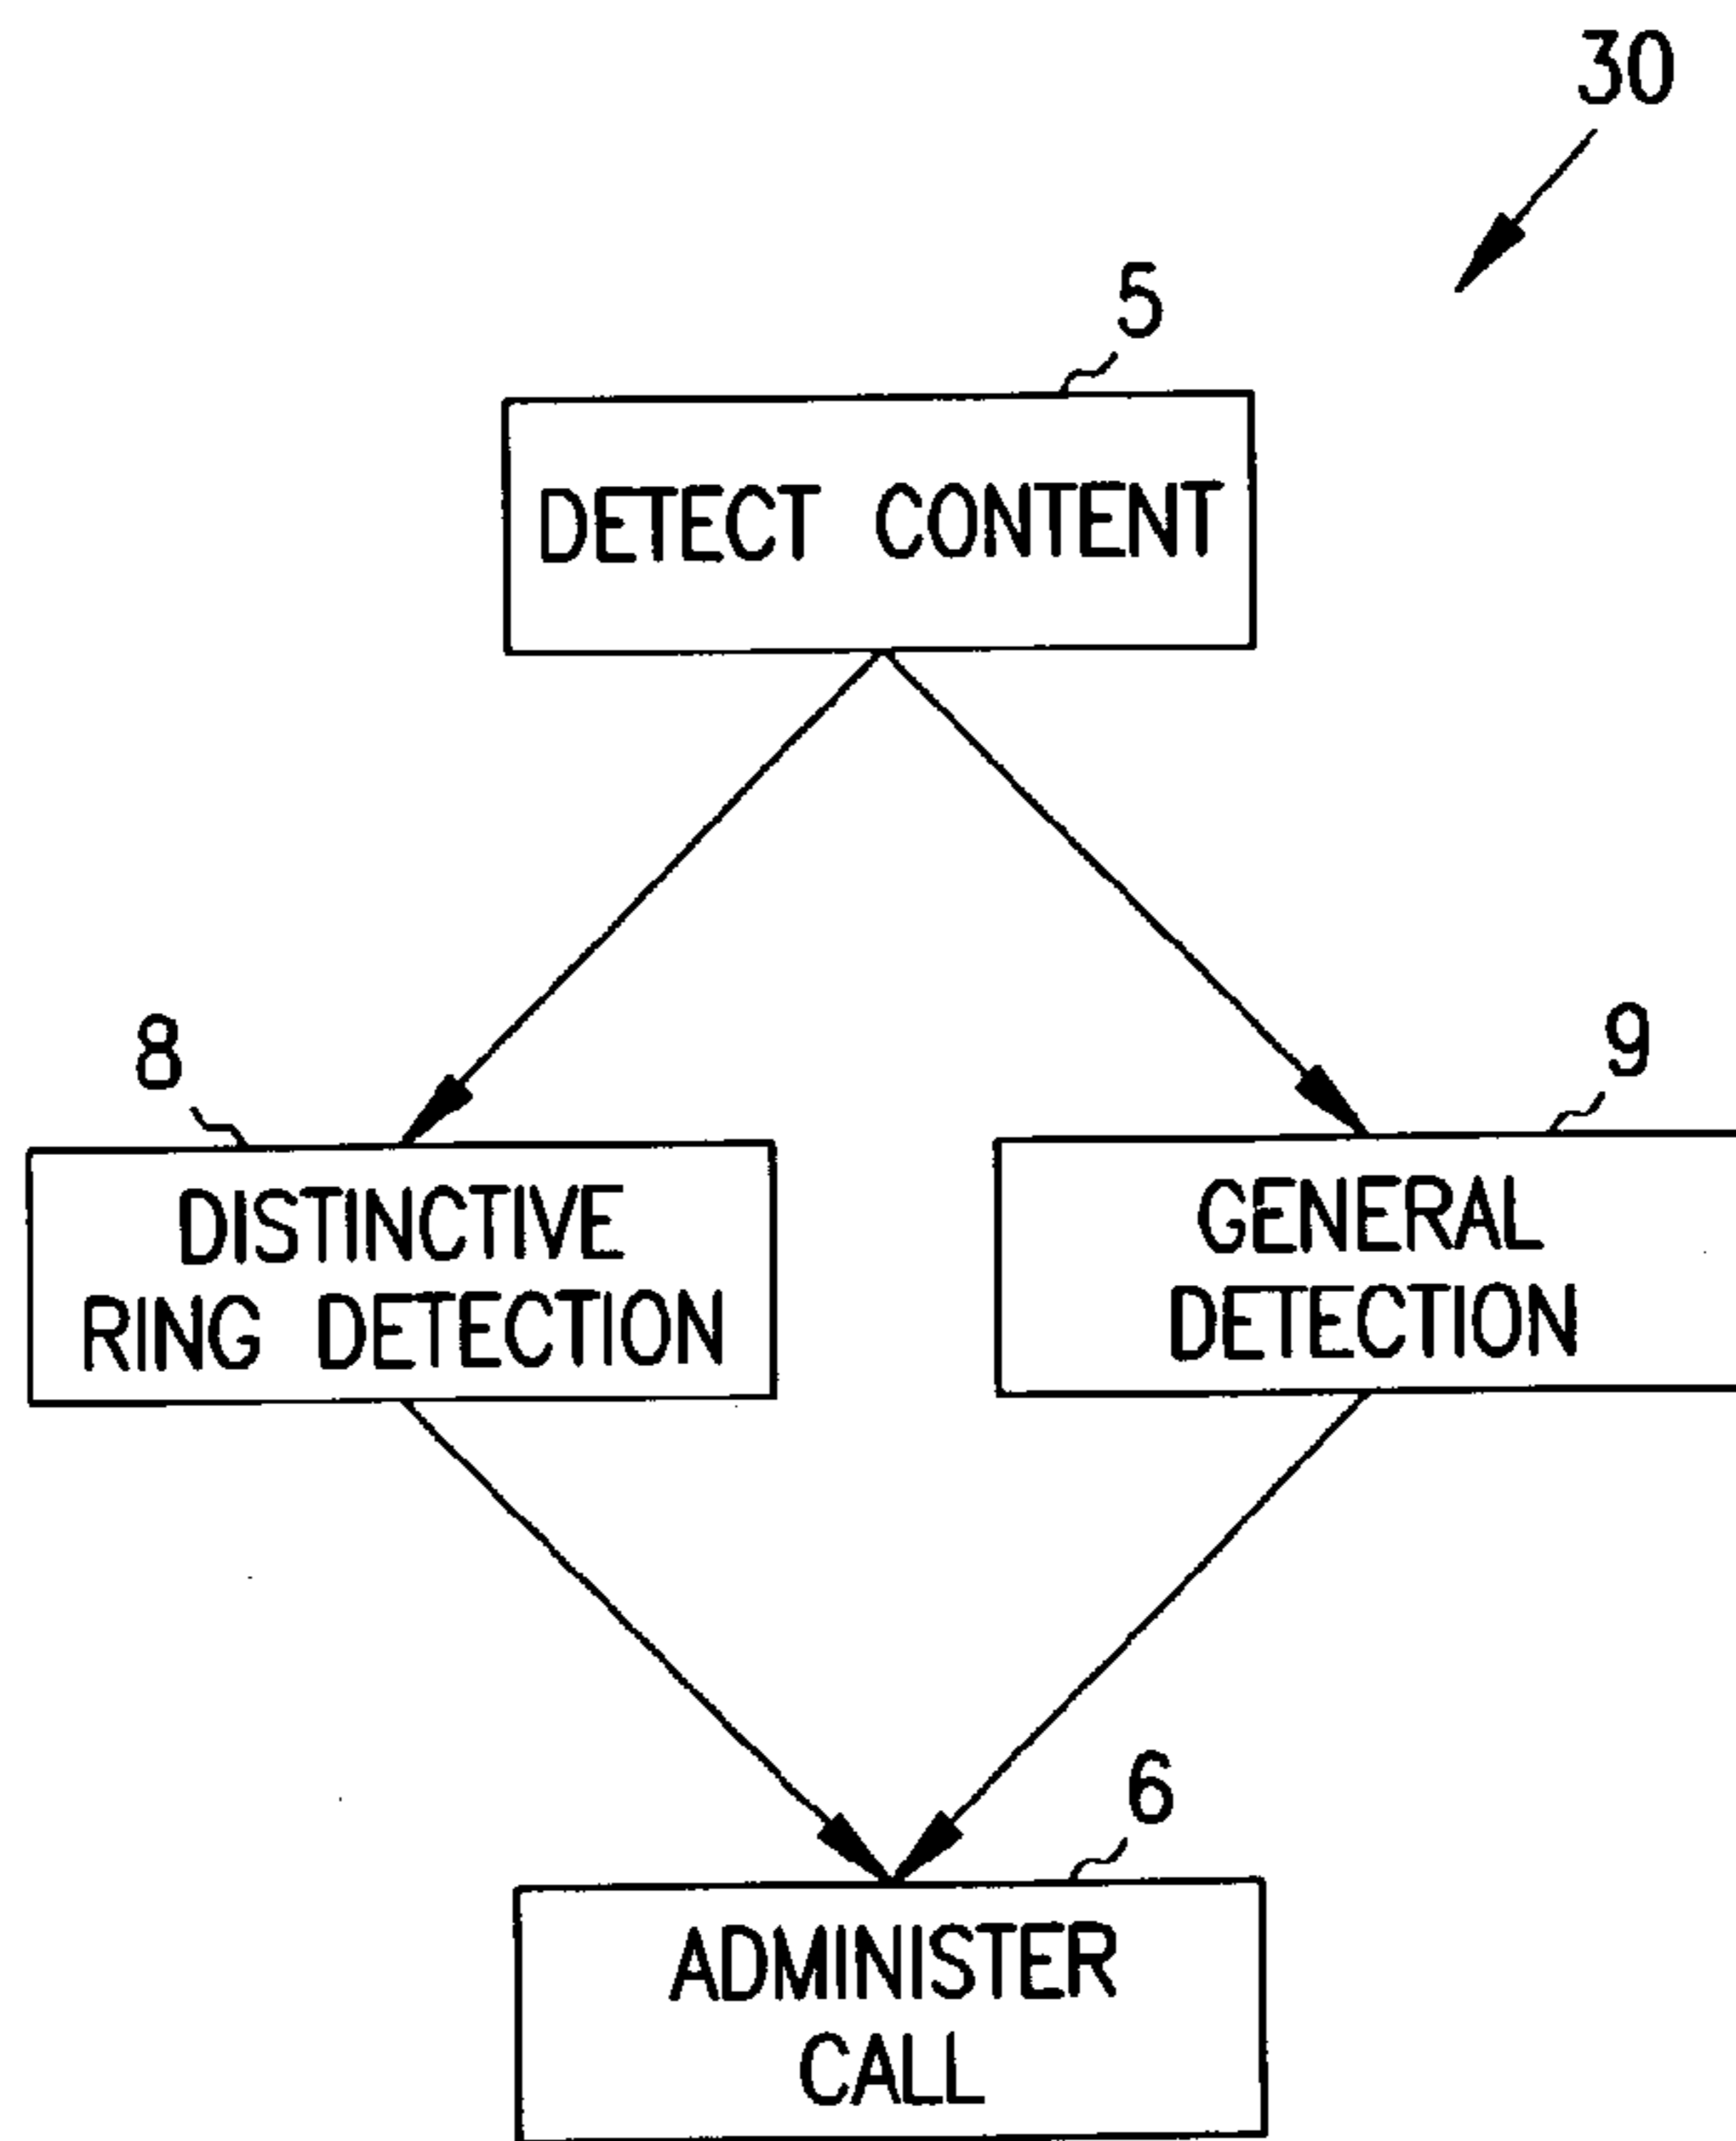 30
5
DETECT CONTENT
8
9
DISTINCTIVE
RING DETECTION
GENERAL
DETECTION
6
ADMINISTER
CALL